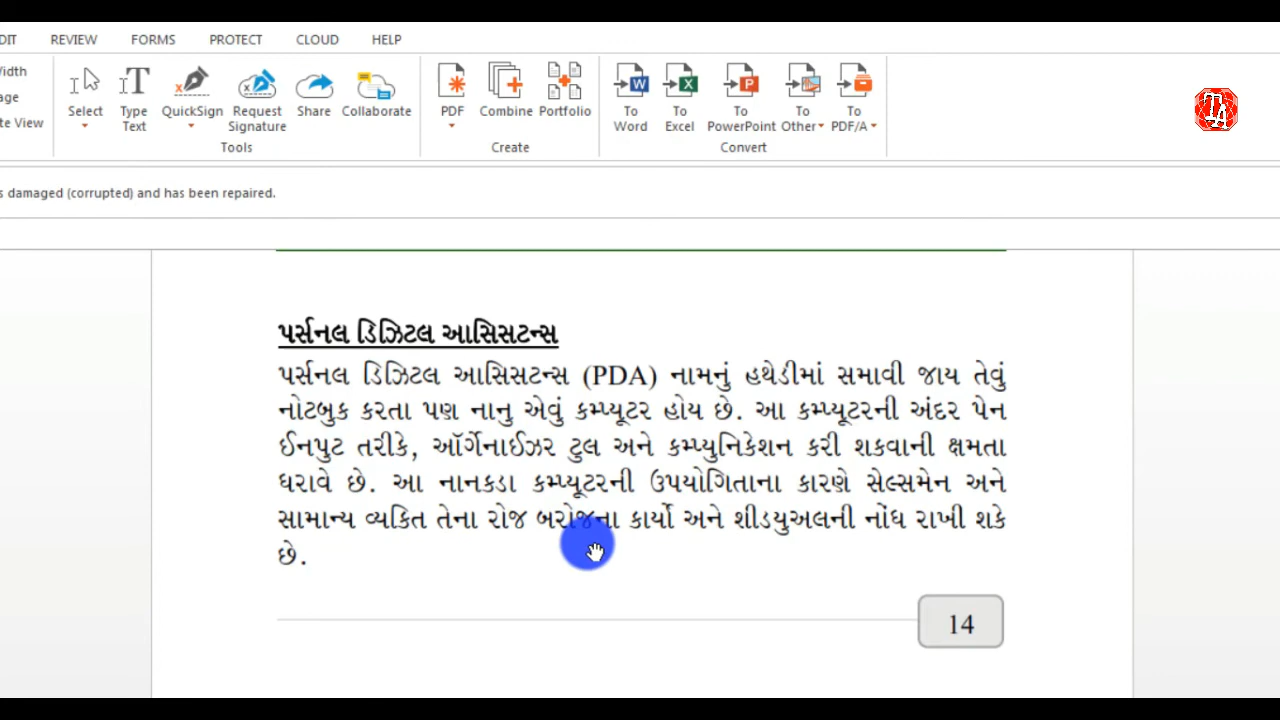 DIT REVIEW FORMS PROTECT CLOUD HELP
Width
age
te View
Select
Type Text
QuickSign
Request Signature
Share
Collaborate
Tools
PDF
Combine
Portfolio
Create
To Word
To Excel
To PowerPoint
To Other
To PDF/A
Convert
TA
s damaged (corrupted) and has been repaired.
પર્સનલ ડિઝિટલ આસિસટન્સ
પર્સનલ ડિઝિટલ આસિસટન્સ (PDA) નામનું હથેડીમાં સમાવી જાય તેવું
નોટબુક કરતા પણ નાનુ એવું કમ્પ્યૂટર હોય છે. આ કમ્પ્યૂટરની અંદર પેન
ઈનપુટ તરીકે, ઑર્ગેનાઈઝર ટુલ અને કમ્પ્યુનિકેશન કરી શકવાની ક્ષમતા
ધરાવે છે. આ નાનકડા કમ્પ્યૂટરની ઉપયોગિતાના કારણે સેલ્સમેન અને
સામાન્ય વ્યકિત તેના રોજ બરોજના કાર્યો અને શીડયુઅલની નોંધ રાખી શકે
છે.
14